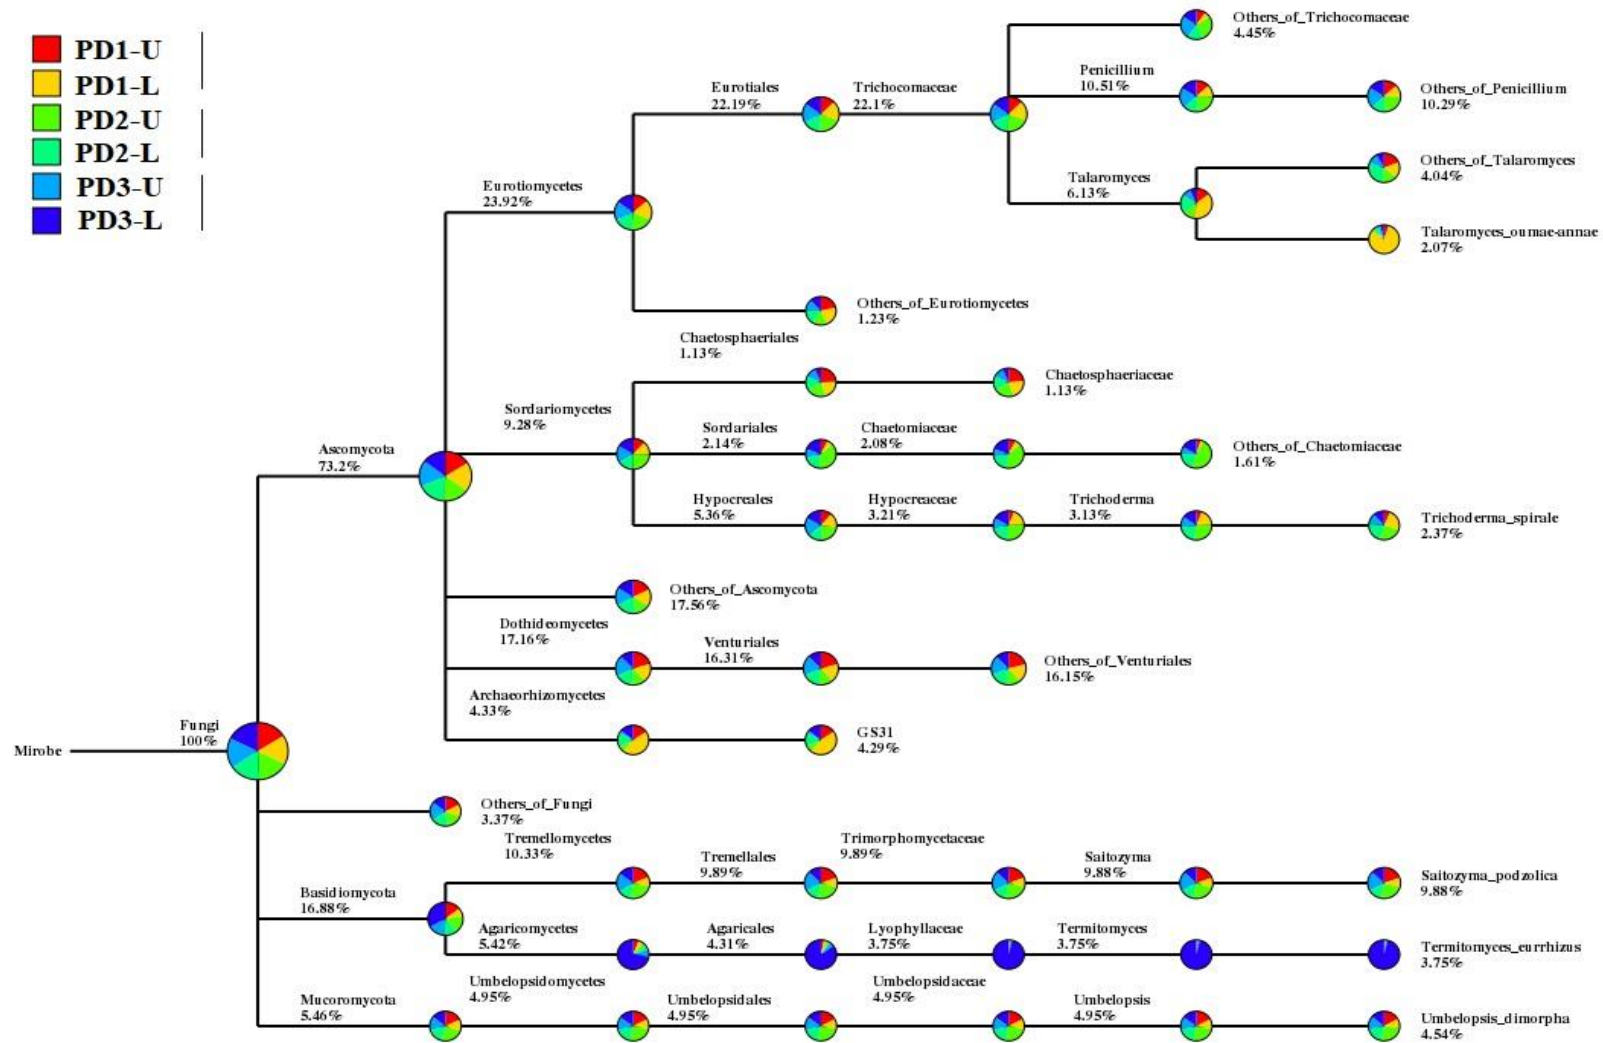 PD1-U
PD1-L
PD2-U
PD2-L
PD3-U
PD3-L
Others_of_Trichocomaceae
4.45%
Penicillium
10.51%
Others_of_Penicillium
10.29%
Eurotiales
22.19%
Trichocomaceae
22.1%
Others_of_Talaromyces
4.04%
Talaromyces
6.13%
Eurotiomycetes
23.92%
Talaromyces_oumae-annae
2.07%
Others_of_Eurotiomycetes
1.23%
Chaetosphaeriales
1.13%
Chaetosphaeriaceae
1.13%
Sordariomycetes
9.28%
Sordariales
2.14%
Chaetomiaceae
2.08%
Others_of_Chaetomiaceae
1.61%
Ascomycota
73.2%
Hypocreales
5.36%
Hypocreaceae
3.21%
Trichoderma
3.13%
Trichoderma_spirale
2.37%
Others_of_Ascomycota
17.56%
Dothideomycetes
17.16%
Venturiales
16.31%
Others_of_Venturiales
16.15%
Archaeorhizomycetes
4.33%
GS31
4.29%
Fungi
100%
Mirobe
Others_of_Fungi
3.37%
Tremellomycetes
10.33%
Tremellales
9.89%
Trimorphomycetaceae
9.89%
Saitozyma
9.88%
Saitozyma_podzolica
9.88%
Basidiomycota
16.88%
Agaricomycetes
5.42%
Agaricales
4.31%
Lyophyllaceae
3.75%
Termitomyces
3.75%
Termitomyces_eurrhizus
3.75%
Mucoromycota
5.46%
Umbelopsidomycetes
4.95%
Umbelopsidales
4.95%
Umbelopsidaceae
4.95%
Umbelopsis
4.95%
Umbelopsis_dimorpha
4.54%